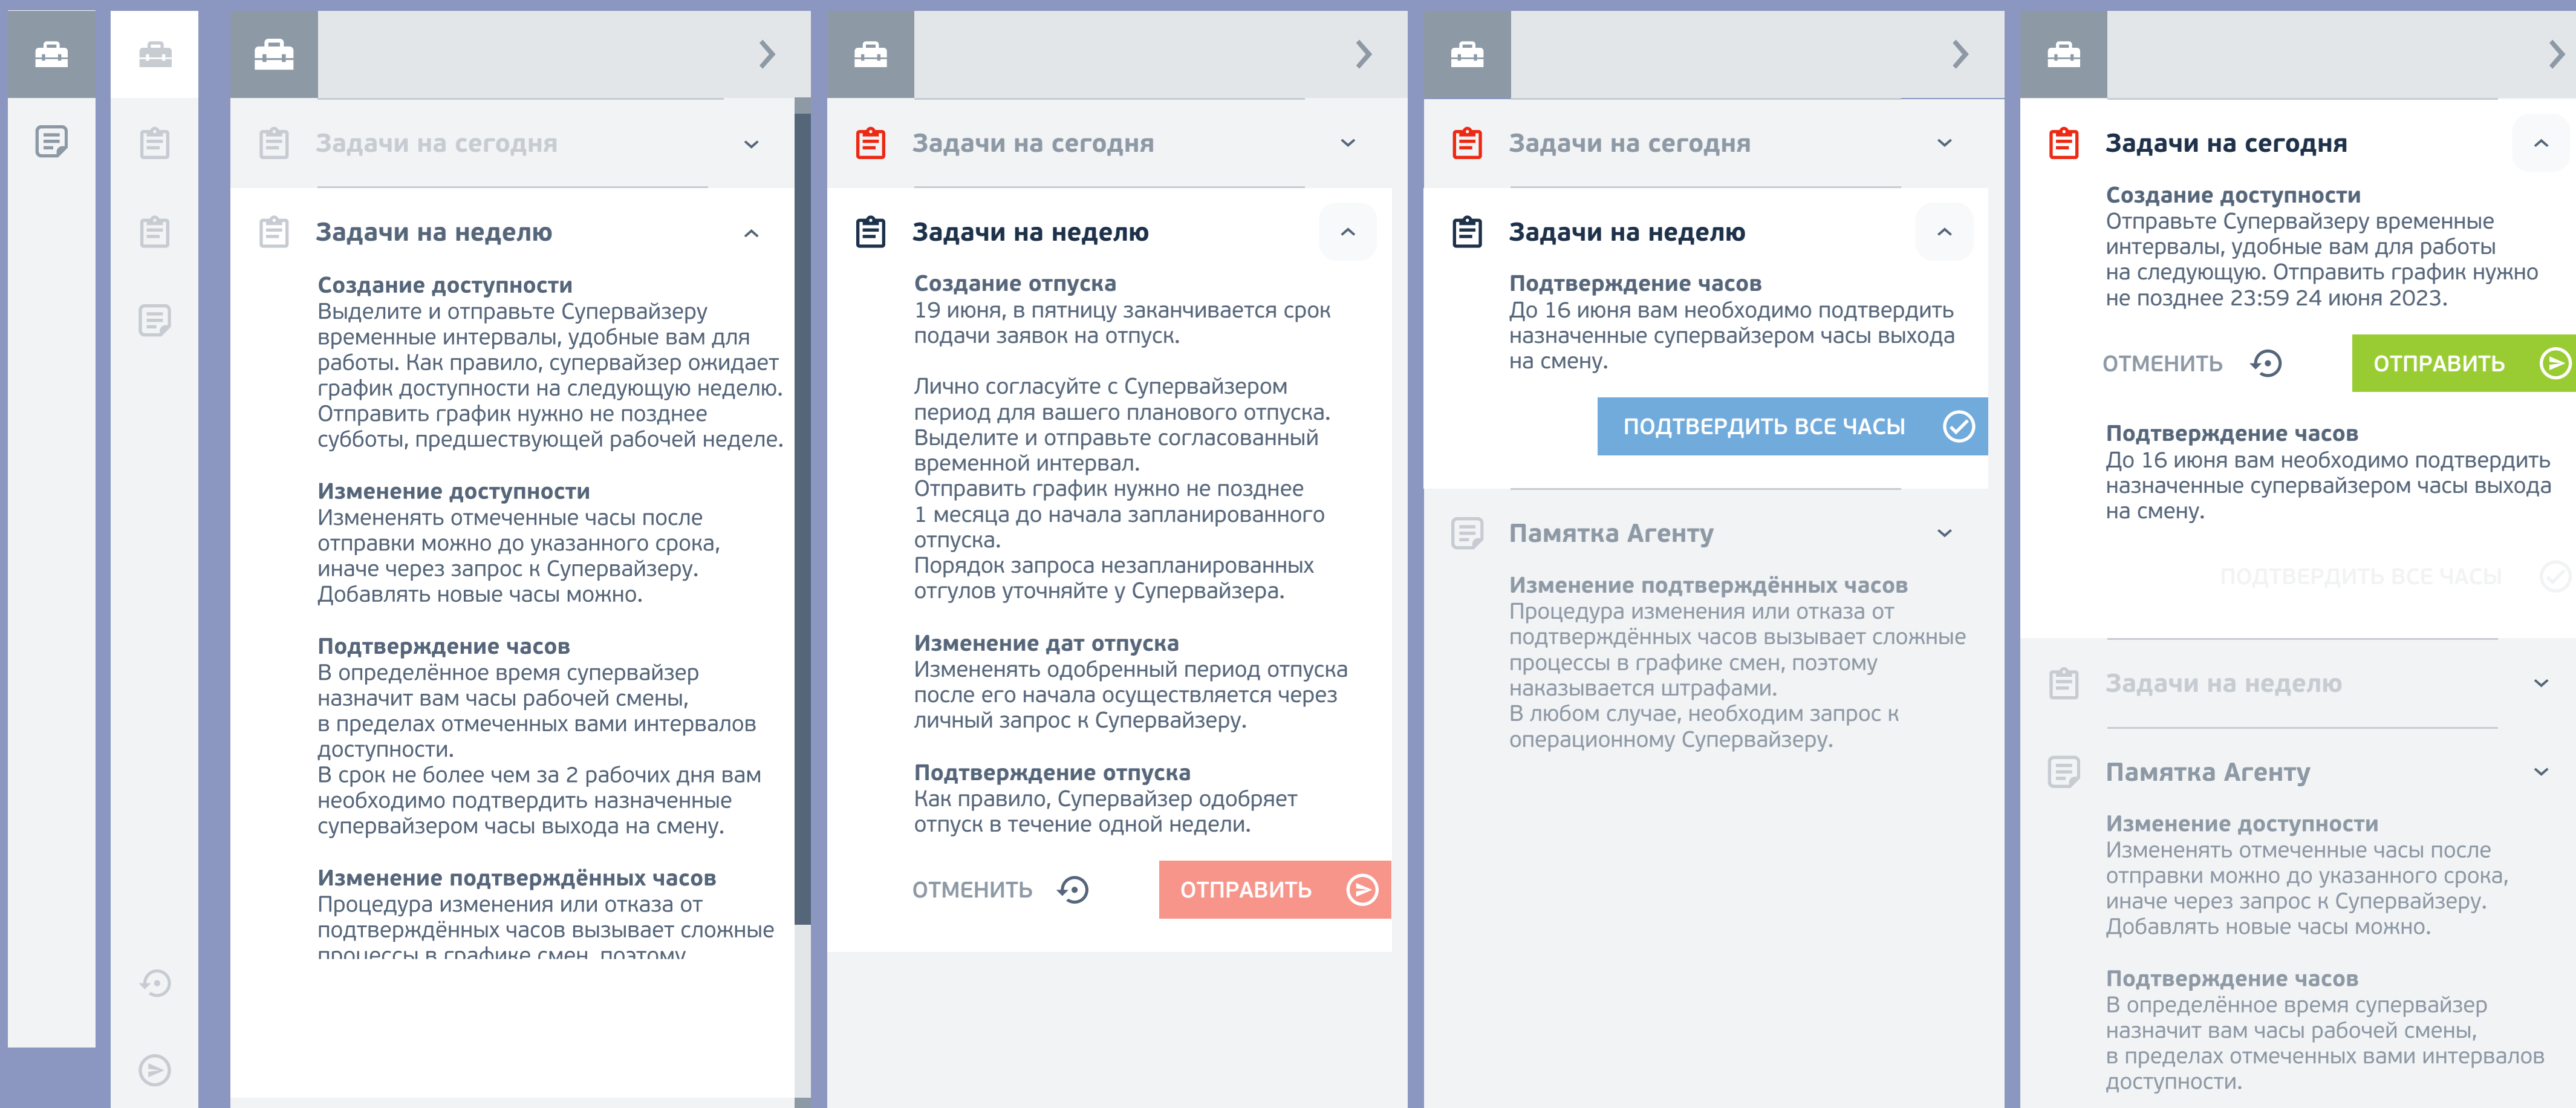 Задачи на сегодня
Задачи на неделю
Создание доступности
Выделите и отправьте Супервайзеру
временные интервалы, удобные вам для
работы. Как правило, супервайзер ожидает
график доступности на следующую неделю.
Отправить график нужно не позднее
субботы, предшествующей рабочей неделе.
Изменение доступности
Измененять отмеченные часы после
отправки можно до указанного срока,
иначе через запрос к Супервайзеру.
Добавлять новые часы можно.
Подтверждение часов
В определённое время супервайзер
назначит вам часы рабочей смены,
в пределах отмеченных вами интервалов
доступности.
В срок не более чем за 2 рабочих дня вам
необходимо подтвердить назначенные
супервайзером часы выхода на смену.
Изменение подтверждённых часов
Процедура изменения или отказа от
подтверждённых часов вызывает сложные
процессы в графике смен, поэтому
Задачи на сегодня
Задачи на неделю
Создание отпуска
19 июня, в пятницу заканчивается срок
подачи заявок на отпуск.
Лично согласуйте с Супервайзером
период для вашего планового отпуска.
Выделите и отправьте согласованный
временной интервал.
Отправить график нужно не позднее
1 месяца до начала запланированного
отпуска.
Порядок запроса незапланированных
отгулов уточняйте у Супервайзера.
Изменение дат отпуска
Измененять одобренный период отпуска
после его начала осуществляется через
личный запрос к Супервайзеру.
Подтверждение отпуска
Как правило, Супервайзер одобряет
отпуск в течение одной недели.
ОТМЕНИТЬ
ОТПРАВИТЬ
Задачи на сегодня
Задачи на неделю
Подтверждение часов
До 16 июня вам необходимо подтвердить
назначенные супервайзером часы выхода
на смену.
ПОДТВЕРДИТЬ ВСЕ ЧАСЫ
Памятка Агенту
Изменение подтверждённых часов
Процедура изменения или отказа от
подтверждённых часов вызывает сложные
процессы в графике смен, поэтому
наказывается штрафами.
В любом случае, необходим запрос к
операционному Супервайзеру.
Задачи на сегодня
Создание доступности
Отправьте Супервайзеру временные
интервалы, удобные вам для работы
на следующую. Отправить график нужно
не позднее 23:59 24 июня 2023.
ОТМЕНИТЬ
ОТПРАВИТЬ
Подтверждение часов
До 16 июня вам необходимо подтвердить
назначенные супервайзером часы выхода
на смену.
ПОДТВЕРДИТЬ ВСЕ ЧАСЫ
Задачи на неделю
Памятка Агенту
Изменение доступности
Измененять отмеченные часы после
отправки можно до указанного срока,
иначе через запрос к Супервайзеру.
Добавлять новые часы можно.
Подтверждение часов
В определённое время супервайзер
назначит вам часы рабочей смены,
в пределах отмеченных вами интервалов
доступности.